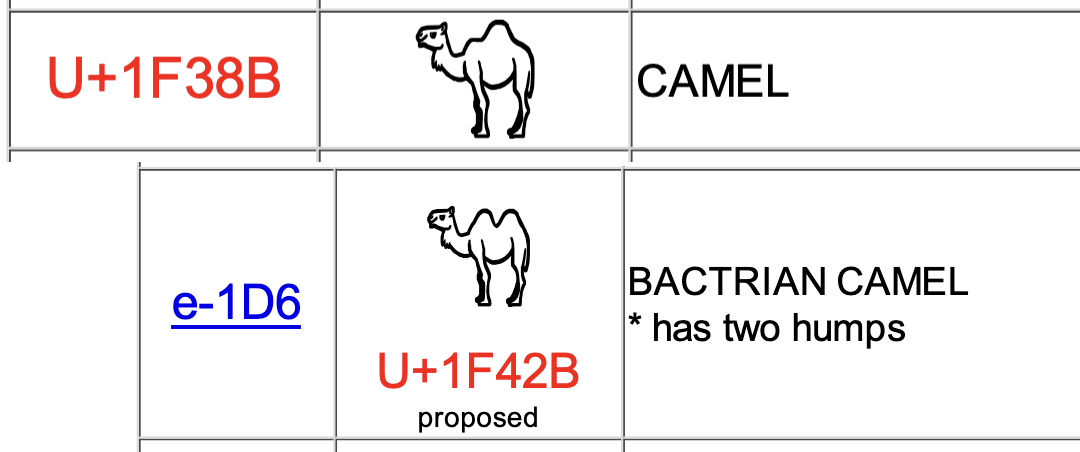 U+1F38B
CAMEL
e-1D6
U+1F42B
proposed
BACTRIAN CAMEL
* has two humps